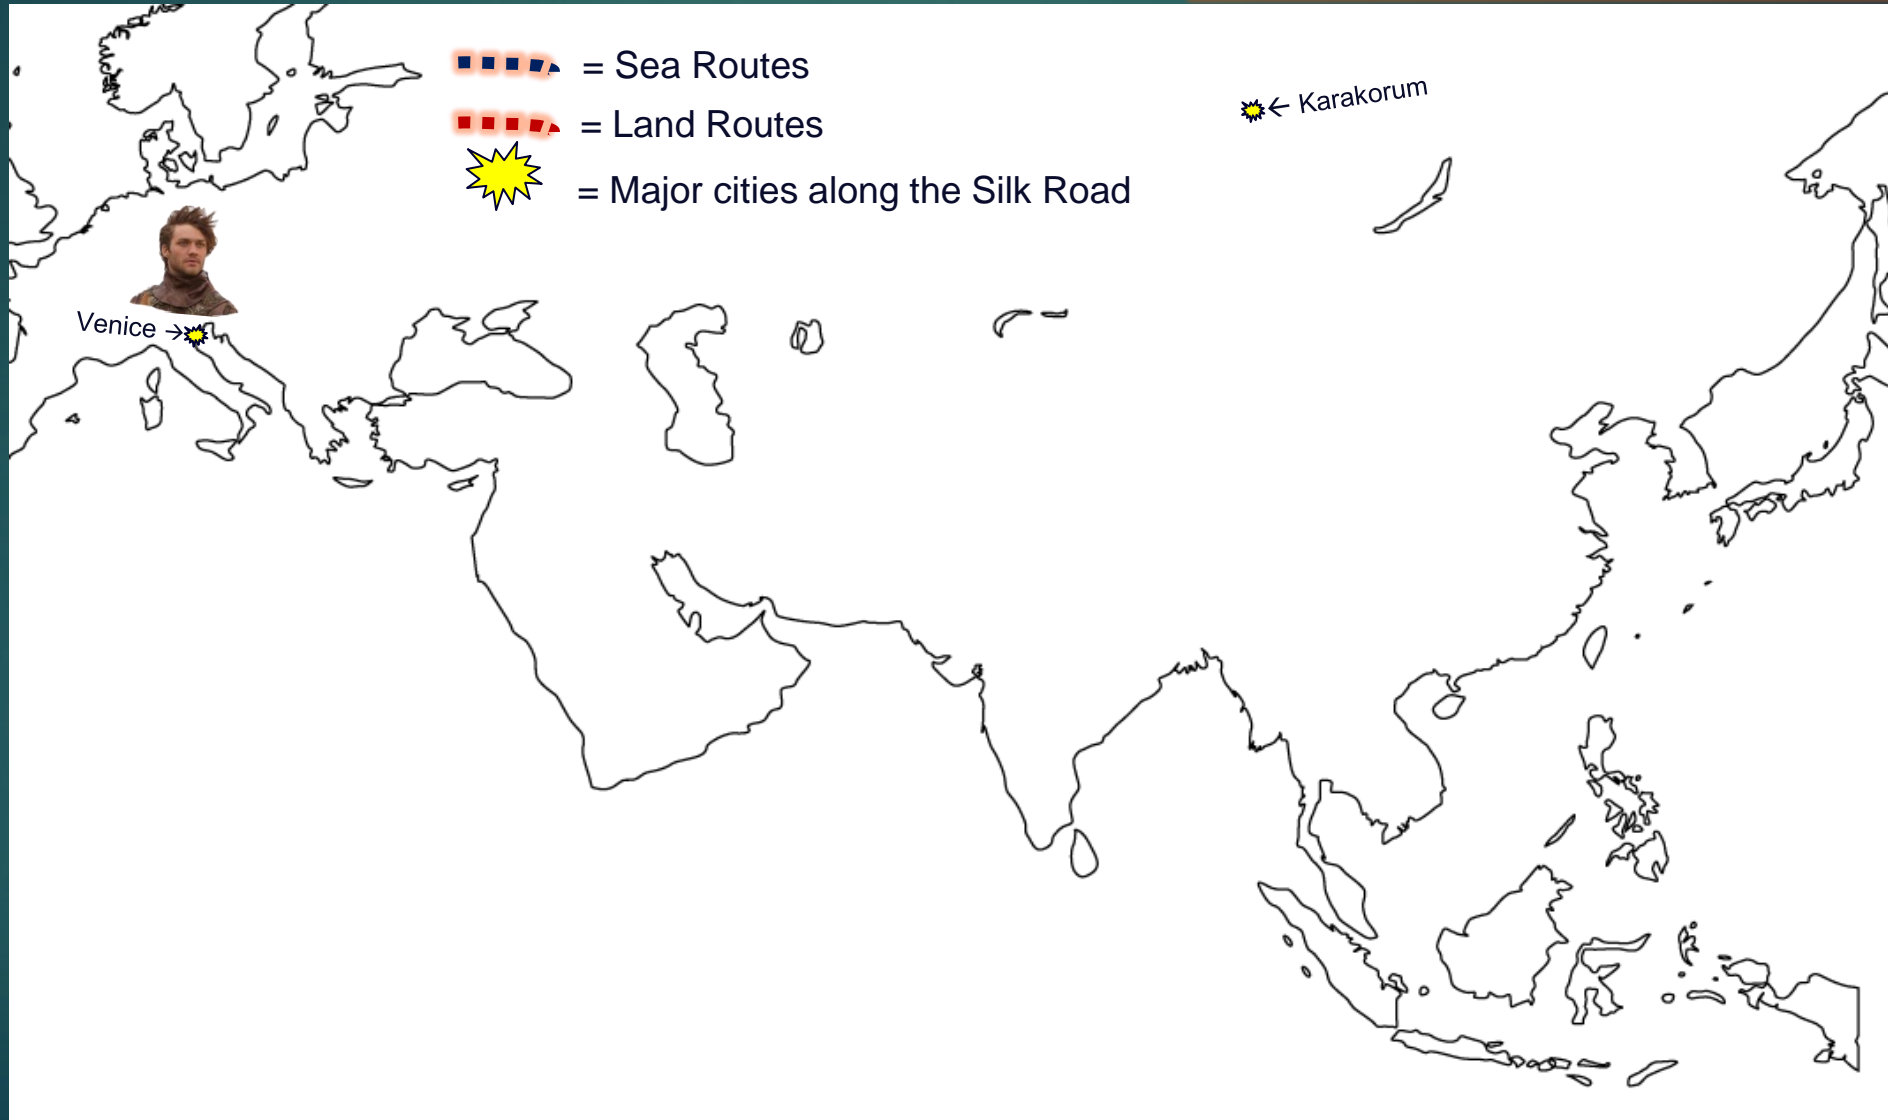 = Sea Routes
= Land Routes
= Major cities along the Silk Road
← Karakorum
Venice →